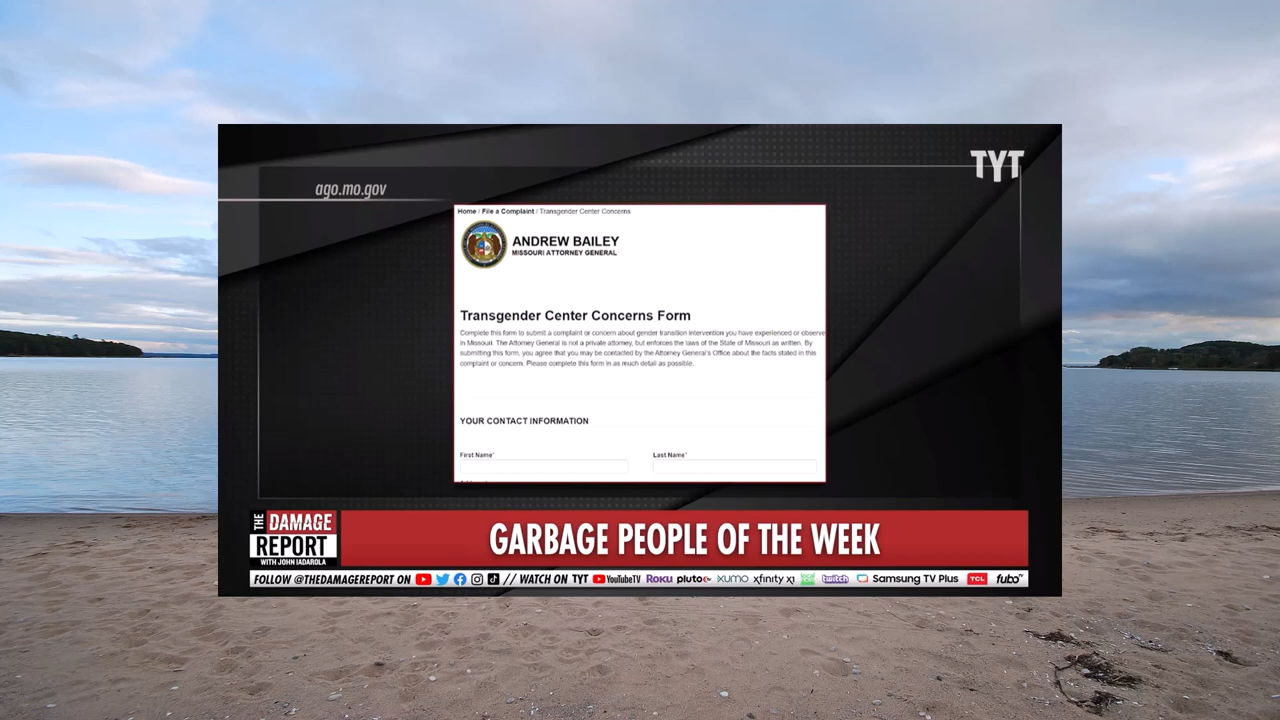 TYT
ago.mo.gov
Home / File a Complaint / Transgender Center Concerns
ANDREW BAILEY
MISSOURI ATTORNEY GENERAL
Transgender Center Concerns Form
Complete this form to submit a complaint or concern about gender transition intervention you have experienced or observe
in Missouri. The Attorney General is not a private attorney, but enforces the laws of the State of Missouri as written. By
submitting this form, you agree that you may be contacted by the Attorney General's Office about the facts stated in this
complaint or concern. Please complete this form in as much detail as possible.
YOUR CONTACT INFORMATION
First Name* Last Name*
THE DAMAGE REPORT
WITH JOHN IADAROLA
GARBAGE PEOPLE OF THE WEEK
FOLLOW @THEDAMAGEREPORT ON // WATCH ON TYT YouTubeTV Roku pluto tv xumo xfinity x1 twitch Samsung TV Plus TCL fubo TV